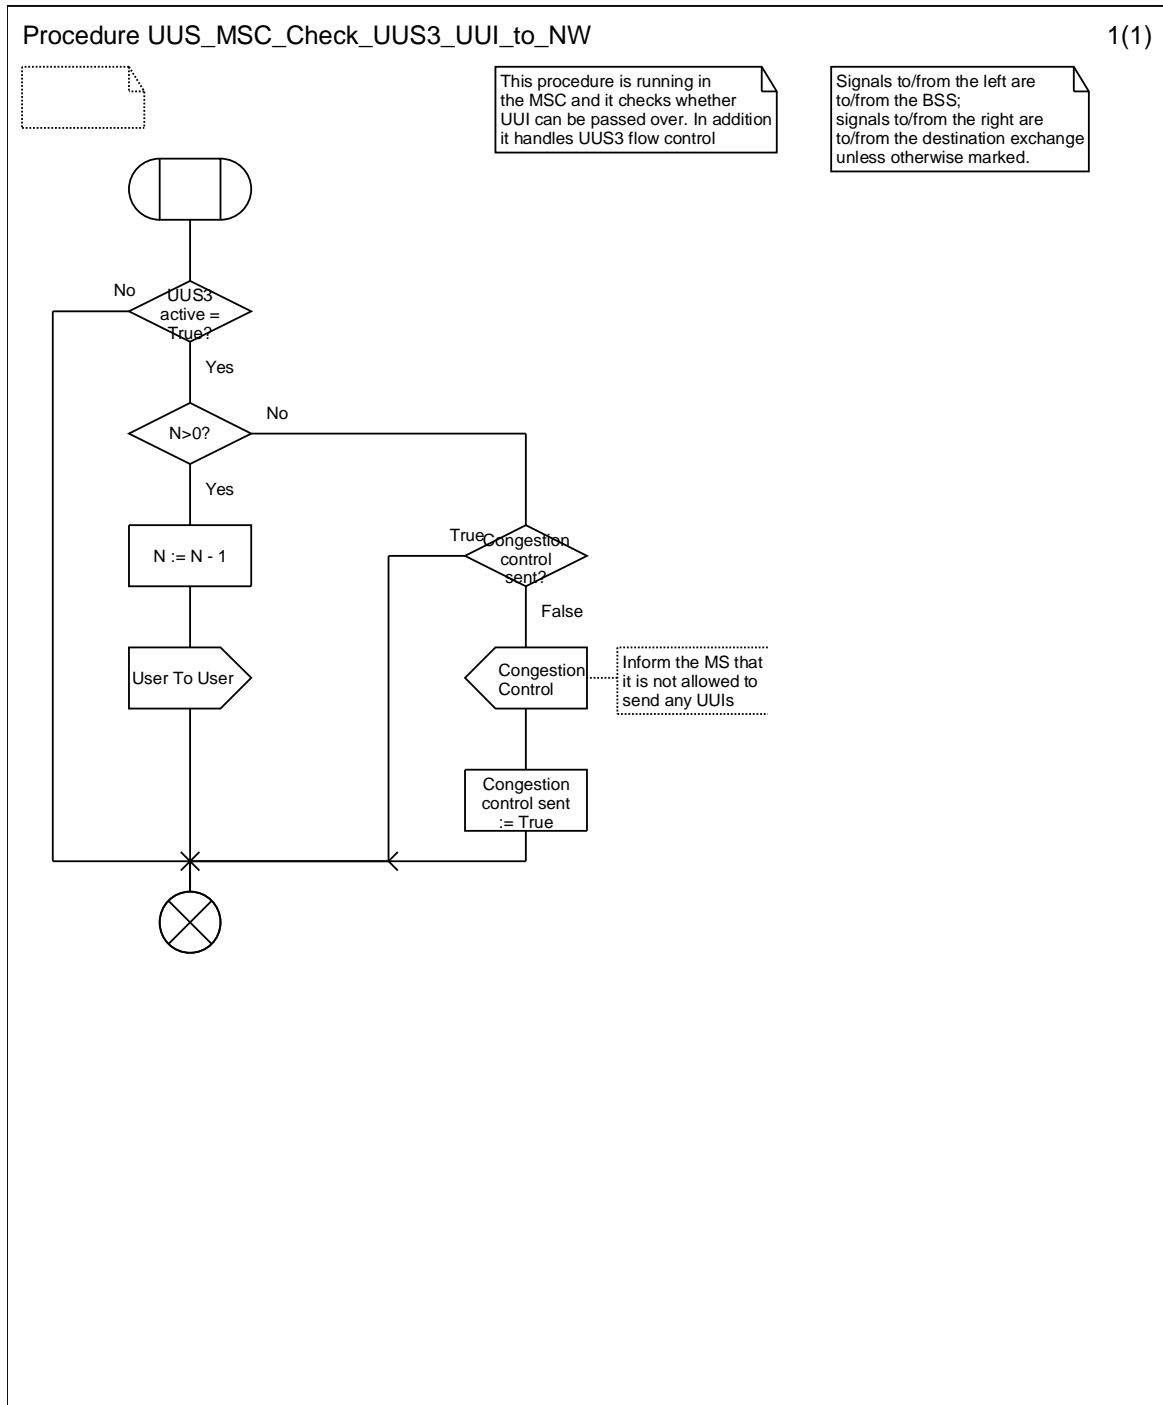 Procedure UUS_MSC_Check_UUS3_UUI_to_NW
1(1)
This procedure is running in
the MSC and it checks whether
UUI can be passed over. In addition
it handles UUS3 flow control
Signals to/from the left are
to/from the BSS;
signals to/from the right are
to/from the destination exchange
unless otherwise marked.
No
UUS3
active =
True?
Yes
N>0?
No
Yes
N := N - 1
True
Congestion
control
sent?
False
User To User
Congestion
Control
Inform the MS that
it is not allowed to
send any UUIs
Congestion
control sent
:= True